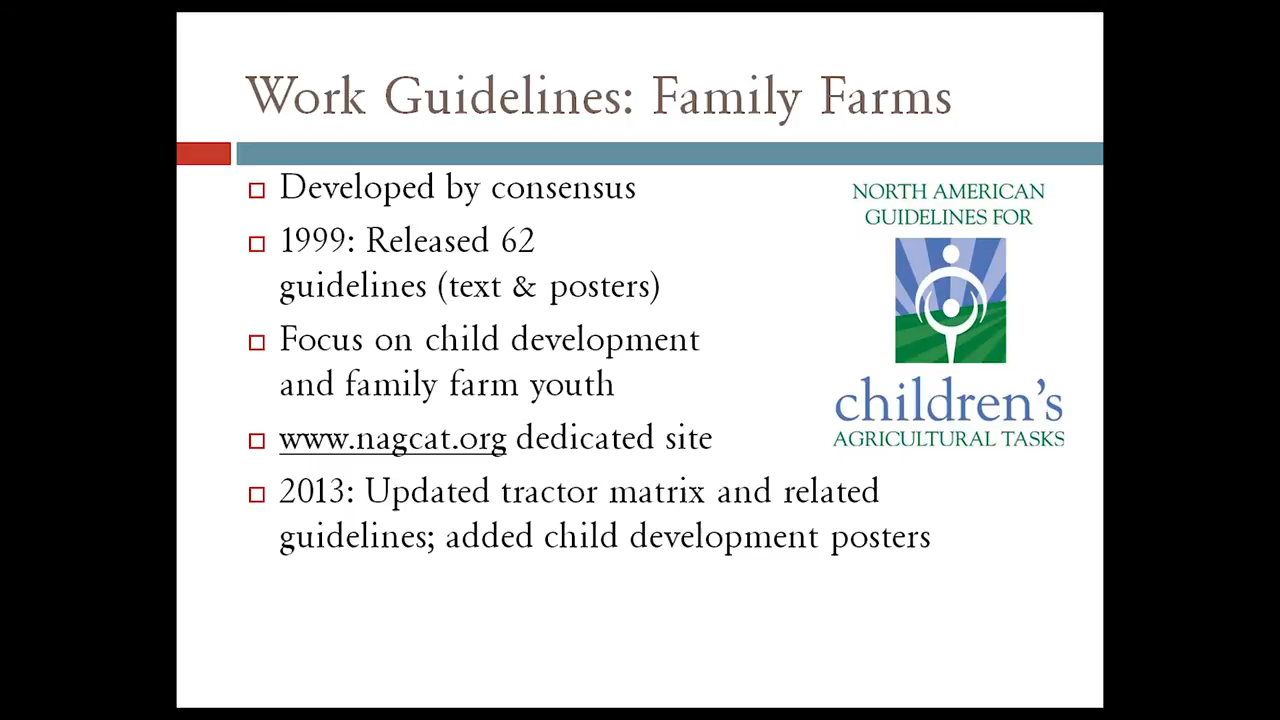 Work Guidelines: Family Farms
Developed by consensus
1999: Released 62
guidelines (text & posters)
Focus on child development
and family farm youth
www.nagcat.org dedicated site
2013: Updated tractor matrix and related
guidelines; added child development posters
NORTH AMERICAN
GUIDELINES FOR
children's
AGRICULTURAL TASKS